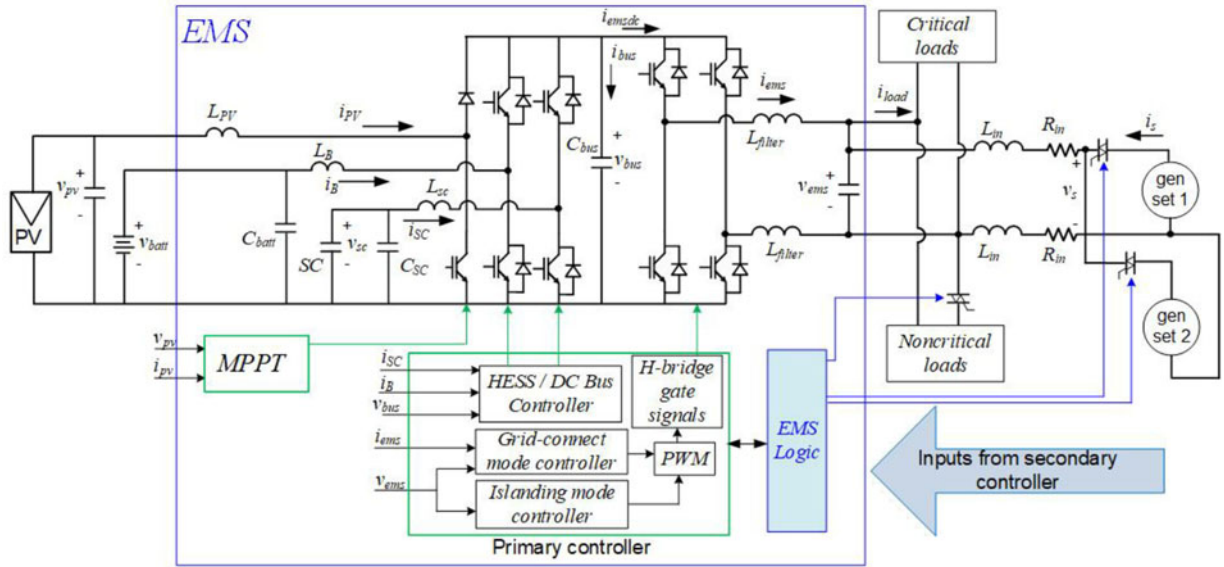 EMS
i_emsdc
i_bus
i_ems
i_load
Critical
loads
L_PV
i_PV
L_B
i_B
L_sc
i_SC
C_bus
+
v_bus
-
L_filter
L_in
R_in
i_s
+
v_pv
-
PV
+
v_batt
-
C_batt
+
v_sc
-
SC
C_SC
+
v_ems
-
L_filter
L_in
R_in
+
v_s
-
gen
set 1
gen
set 2
Noncritical
loads
v_pv
i_pv
MPPT
i_SC
i_B
v_bus
i_ems
v_ems
HESS / DC Bus
Controller
H-bridge
gate
signals
Grid-connect
mode controller
PWM
Islanding mode
controller
Primary controller
EMS
Logic
Inputs from secondary
controller